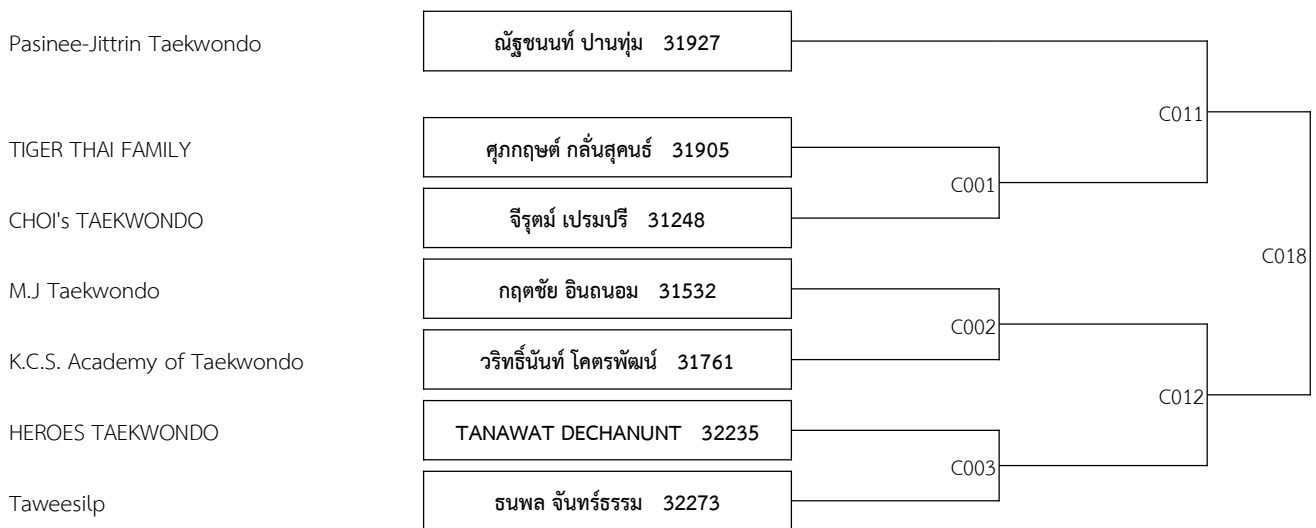 Pasinee-Jittrin Taekwondo ณัฐชนนท์ ปานทุ่ม 31927
C011
TIGER THAI FAMILY ศุภกฤษต์ กลั่นสุคนธ์ 31905
C001
CHOI's TAEKWONDO จีรุตม์ เปรมปรี 31248
C018
M.J Taekwondo กฤตชัย อินถนอม 31532
C002
K.C.S. Academy of Taekwondo วริทธิ์นันท์ โคตรพัฒน์ 31761
C012
HEROES TAEKWONDO TANAWAT DECHANUNT 32235
C003
Taweesilp ธนพล จันทร์ธรรม 32273